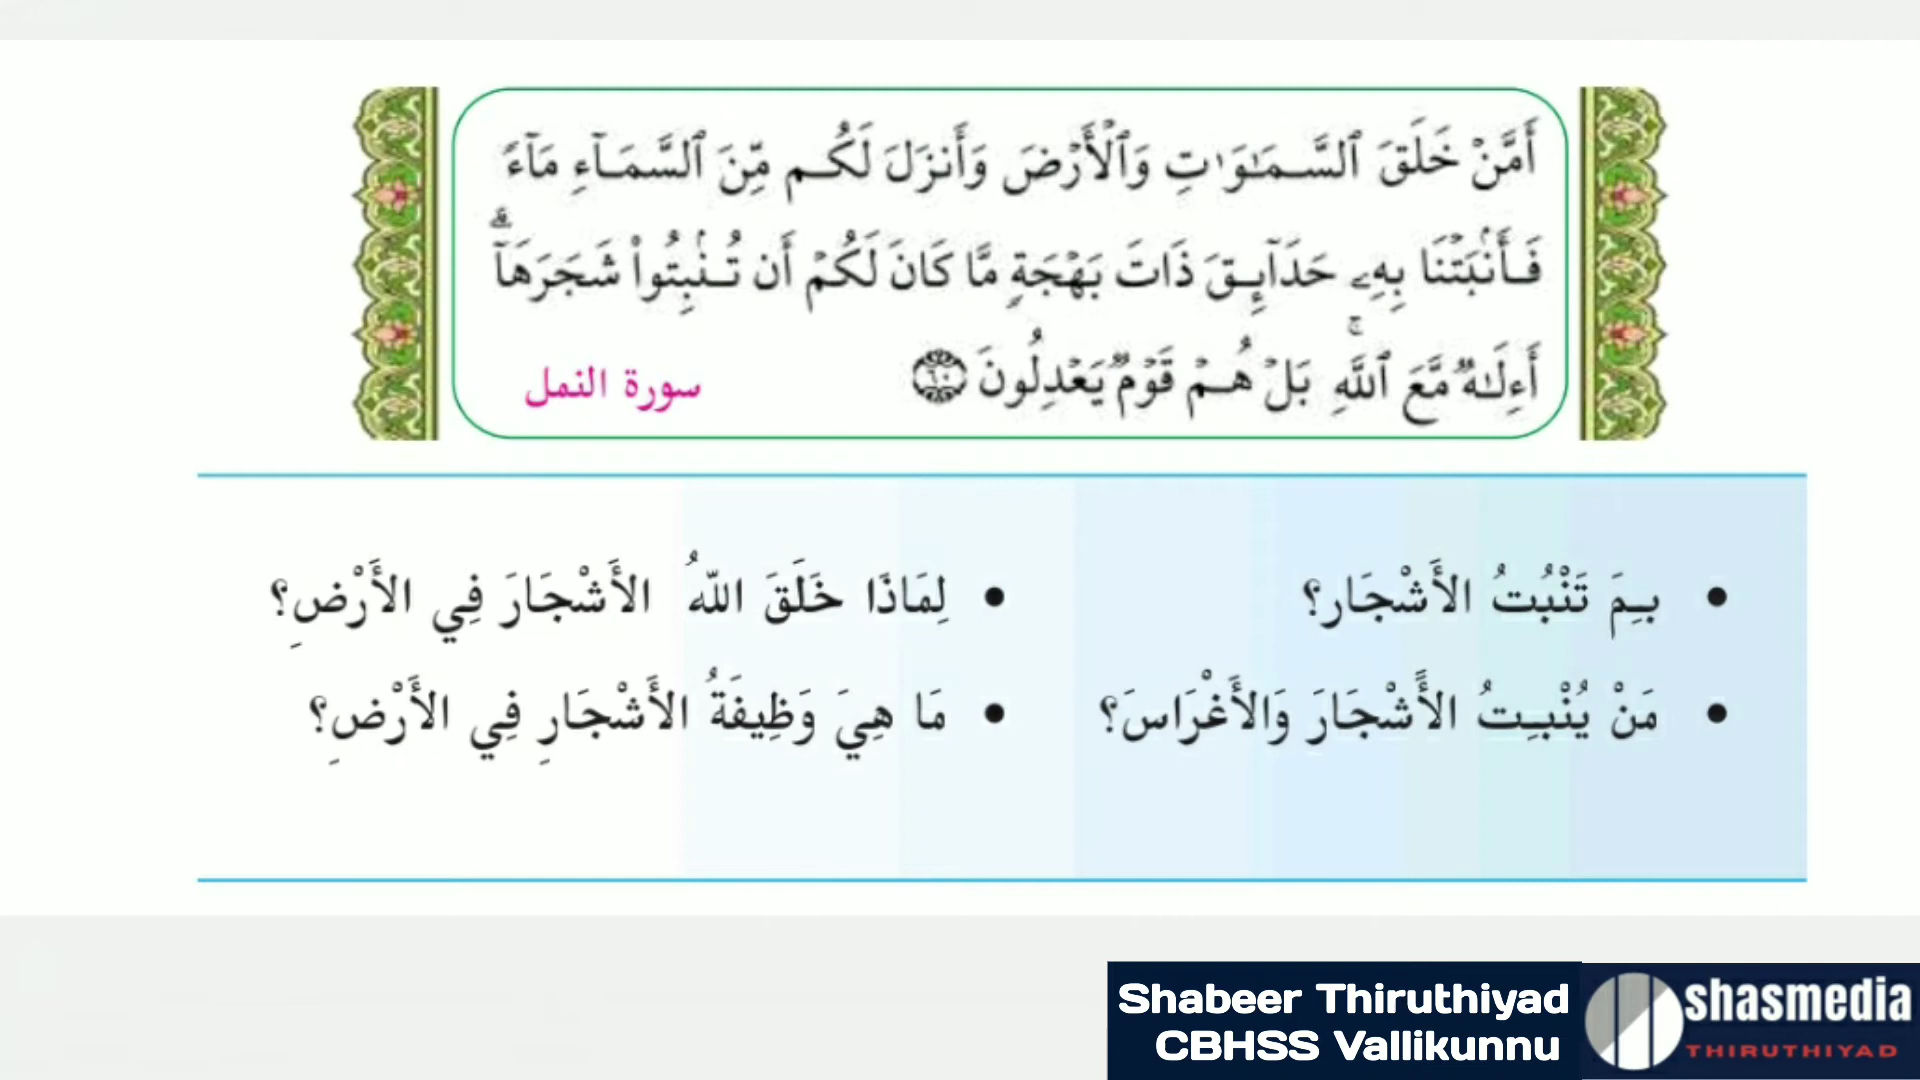 أَمَّنْ خَلَقَ ٱلسَّمَٰوَٰتِ وَٱلْأَرْضَ وَأَنزَلَ لَكُم مِّنَ ٱلسَّمَآءِ مَآءً
فَأَنۢبَتْنَا بِهِۦ حَدَآئِقَ ذَاتَ بَهْجَةٍ مَّا كَانَ لَكُمْ أَن تُنۢبِتُوا۟ شَجَرَهَآ ۗ
أَءِلَٰهٌ مَّعَ ٱللَّهِ ۚ بَلْ هُمْ قَوْمٌ يَعْدِلُونَ ٦٠ سورة النمل
• بِمَ تَنْبُتُ الأَشْجَار؟ • لِمَاذَا خَلَقَ اللهُ الأَشْجَارَ فِي الأَرْضِ؟
• مَنْ يُنْبِتُ الأَشْجَارَ وَالأَغْرَاسَ؟ • مَا هِيَ وَظِيفَةُ الأَشْجَارِ فِي الأَرْضِ؟
Shabeer Thiruthiyad
CBHSS Vallikunnu
shasmedia
THIRUTHIYAD